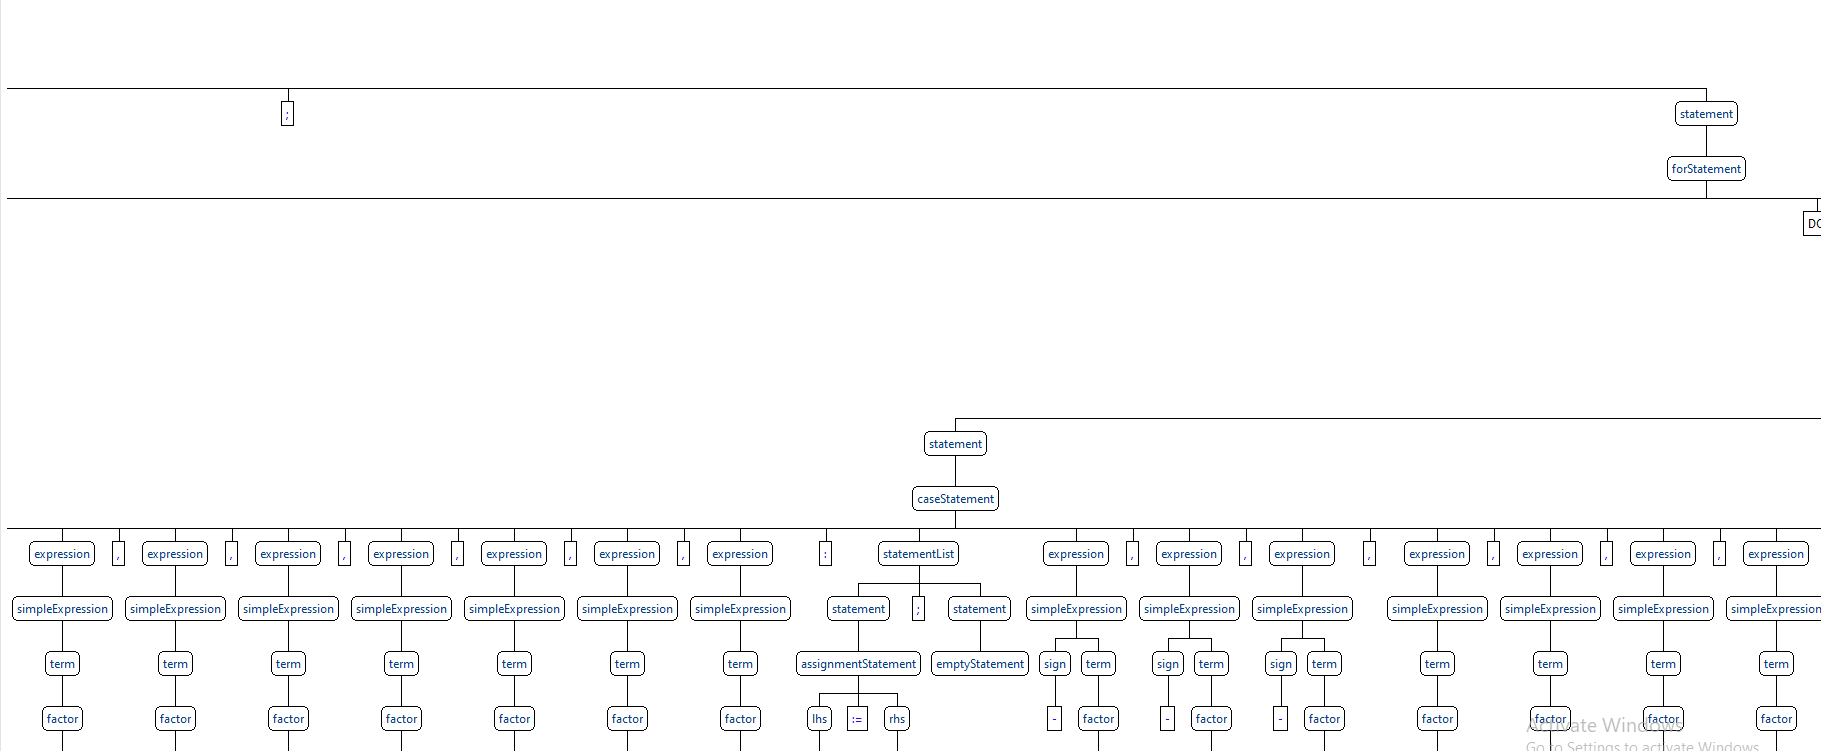 ; statement
forStatement
DO
statement
caseStatement
expression , expression , expression , expression , expression , expression , expression : statementList expression , expression , expression , expression , expression , expression , expression
simpleExpression simpleExpression simpleExpression simpleExpression simpleExpression simpleExpression simpleExpression statement ; statement simpleExpression simpleExpression simpleExpression simpleExpression simpleExpression simpleExpression simpleExpression
term term term term term term term assignmentStatement emptyStatement sign term sign term sign term term term term term
factor factor factor factor factor factor factor lhs := rhs - factor - factor - factor factor factor factor factor
Activate Windows
Go to Settings to activate Windows.